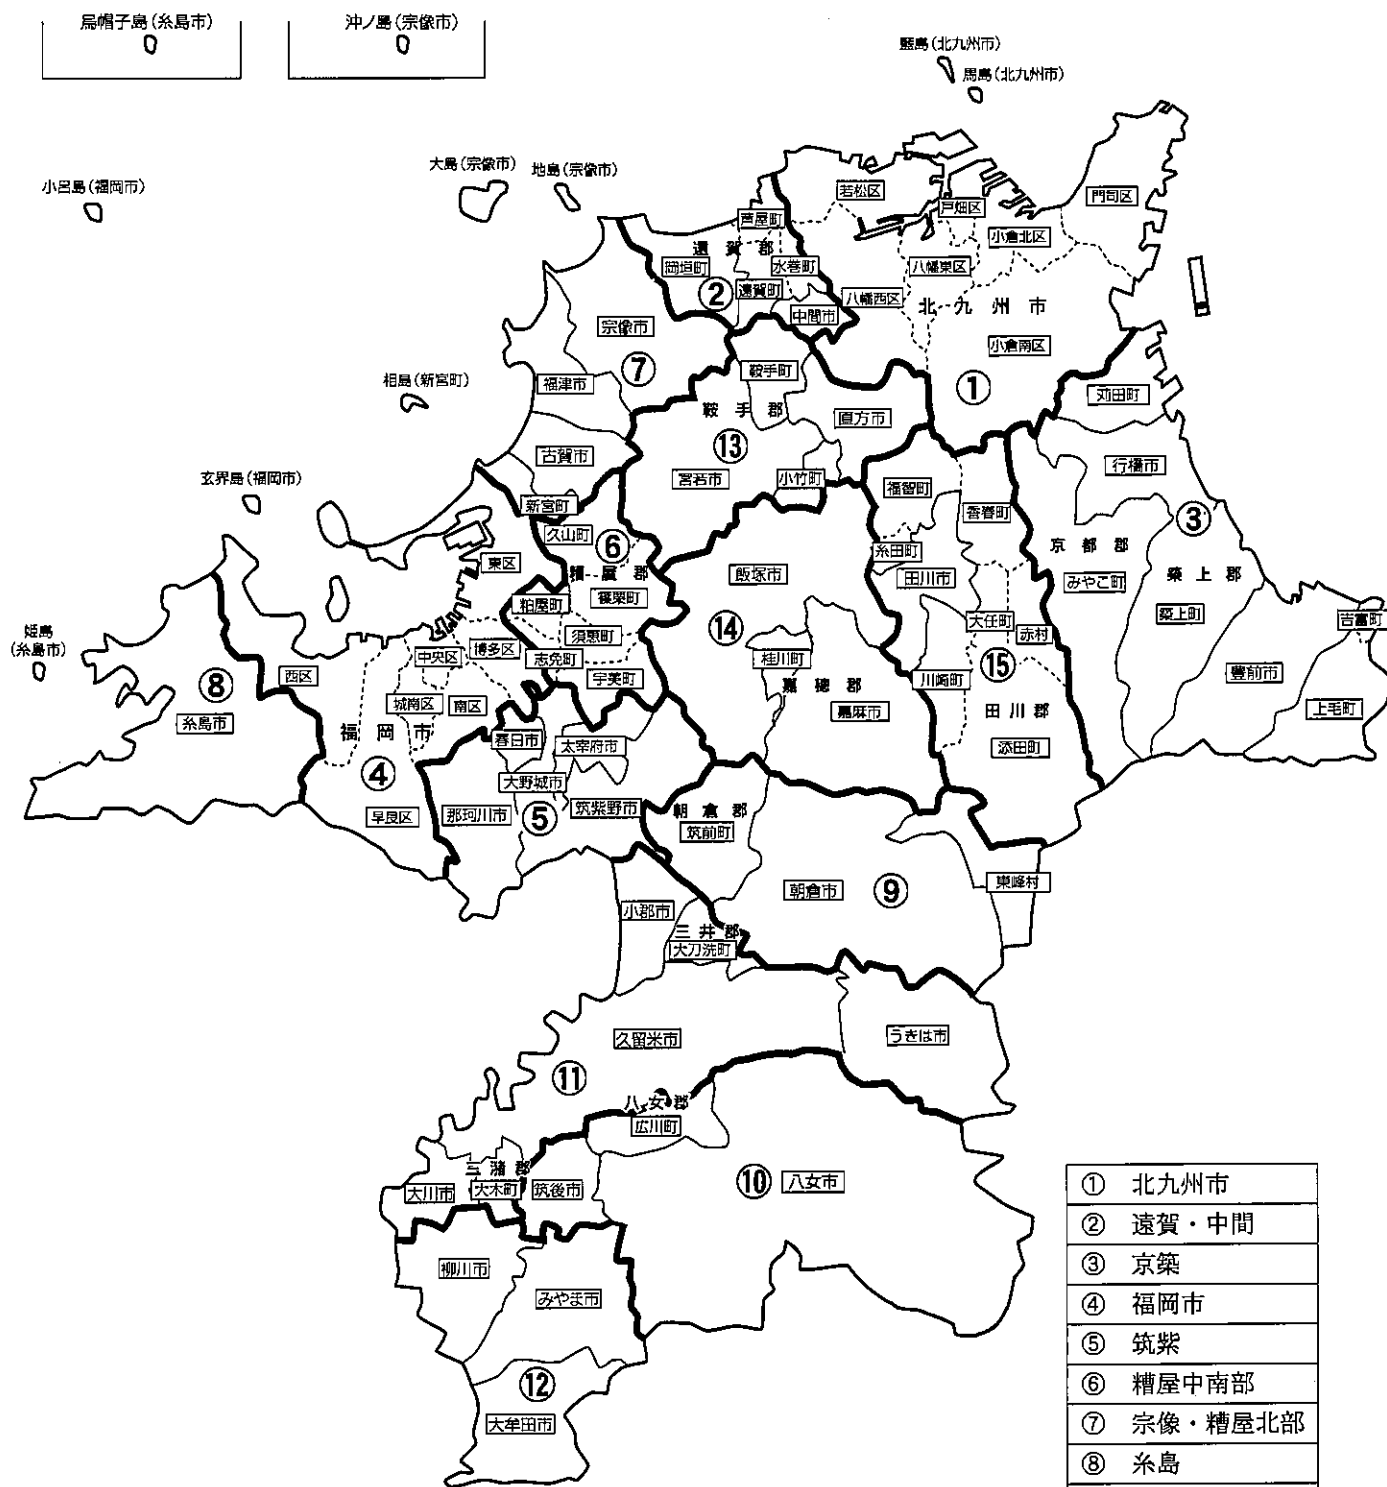 烏帽子島(糸島市)
沖ノ島(宗像市)
藍島(北九州市)
馬島(北九州市)
大島(宗像市)
地島(宗像市)
小呂島(福岡市)
若松区
戸畑区
門司区
芦屋町
小倉北区
遠賀郡
岡垣町
水巻町
八幡東区
②
遠賀町
八幡西区
中間市
北九州市
宗像市
小倉南区
⑦
鞍手町
①
相島(新宮町)
福津市
苅田町
鞍手郡
直方市
⑬
古賀市
行橋市
玄界島(福岡市)
宮若市
小竹町
福智町
新宮町
香春町
③
久山町
⑥
京都郡
糸田町
東区
糟屋郡
飯塚市
田川市
みやこ町
築上郡
篠栗町
粕屋町
築上町
大任町
吉富町
姫島
(糸島市)
須恵町
⑭
赤村
中央区
博多区
志免町
桂川町
⑮
西区
宇美町
川崎町
豊前市
⑧
嘉穂郡
城南区
南区
嘉麻市
田川郡
上毛町
糸島市
福岡市
春日市
太宰府市
添田町
④
大野城市
朝倉郡
早良区
那珂川市
⑤
筑紫野市
筑前町
東峰村
朝倉市
⑨
小郡市
三井郡
大刀洗町
久留米市
うきは市
⑪
八女郡
広川町
三潴郡
大川市
大木町
筑後市
⑩
八女市
柳川市
みやま市
⑫
大牟田市
① 北九州市
② 遠賀・中間
③ 京築
④ 福岡市
⑤ 筑紫
⑥ 糟屋中南部
⑦ 宗像・糟屋北部
⑧ 糸島